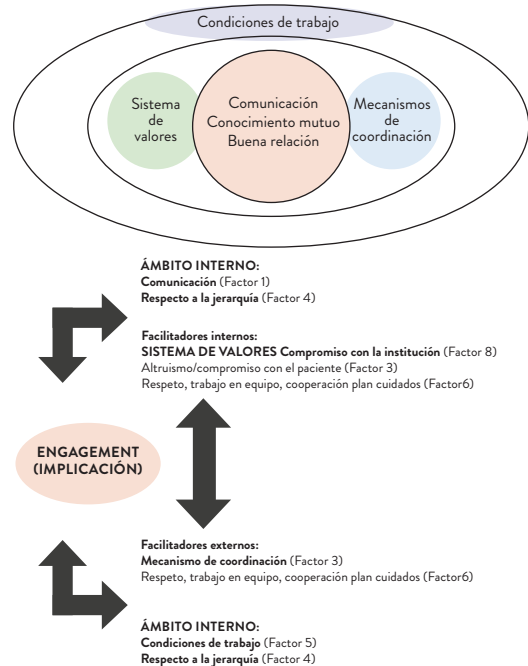 Condiciones de trabajo
Sistema
de
valores
Comunicación
Conocimiento mutuo
Buena relación
Mecanismos
de
coordinación
ÁMBITO INTERNO:
Comunicación (Factor 1)
Respecto a la jerarquía (Factor 4)
Facilitadores internos:
SISTEMA DE VALORES Compromiso con la institución (Factor 8)
Altruismo/compromiso con el paciente (Factor 3)
Respeto, trabajo en equipo, cooperación plan cuidados (Factor6)
ENGAGEMENT
(IMPLICACIÓN)
Facilitadores externos:
Mecanismo de coordinación (Factor 3)
Respeto, trabajo en equipo, cooperación plan cuidados (Factor6)
ÁMBITO INTERNO:
Condiciones de trabajo (Factor 5)
Respecto a la jerarquía (Factor 4)